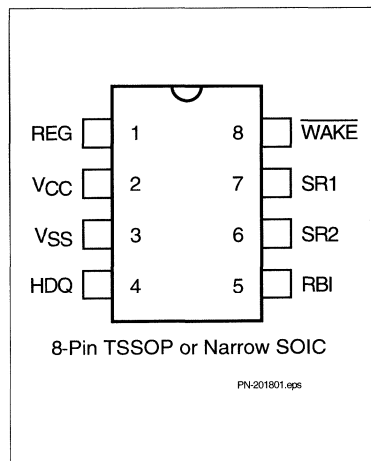 REG 1 8 WAKE
VCC 2 7 SR1
VSS 3 6 SR2
HDQ 4 5 RBI
8-Pin TSSOP or Narrow SOIC
PN-201801.eps